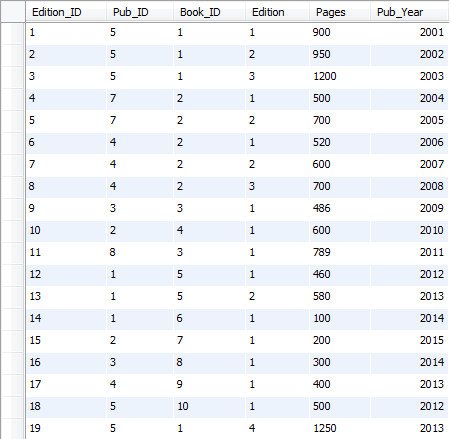 Edition_ID Pub_ID Book_ID Edition Pages Pub_Year
1 5 1 1 900 2001
2 5 1 2 950 2002
3 5 1 3 1200 2003
4 7 2 1 500 2004
5 7 2 2 700 2005
6 4 2 1 520 2006
7 4 2 2 600 2007
8 4 2 3 700 2008
9 3 3 1 486 2009
10 2 4 1 600 2010
11 8 3 1 789 2011
12 1 5 1 460 2012
13 1 5 2 580 2013
14 1 6 1 100 2014
15 2 7 1 200 2015
16 3 8 1 300 2014
17 4 9 1 400 2013
18 5 10 1 500 2012
19 5 1 4 1250 2013